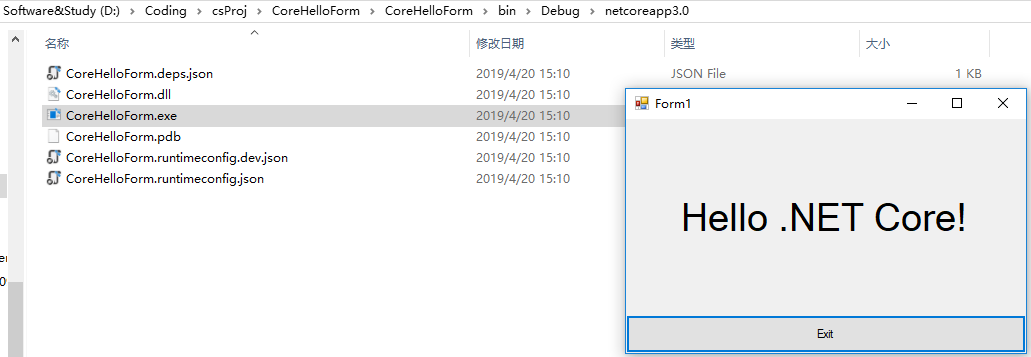 Software&Study (D:) > Coding > csProj > CoreHelloForm > CoreHelloForm > bin > Debug > netcoreapp3.0
名称 修改日期 类型 大小
CoreHelloForm.deps.json 2019/4/20 15:10 JSON File 1 KB
CoreHelloForm.dll 2019/4/20 15:10
CoreHelloForm.exe 2019/4/20 15:10
CoreHelloForm.pdb 2019/4/20 15:10
CoreHelloForm.runtimeconfig.dev.json 2019/4/20 15:10
CoreHelloForm.runtimeconfig.json 2019/4/20 15:10
Form1
Hello .NET Core!
Exit